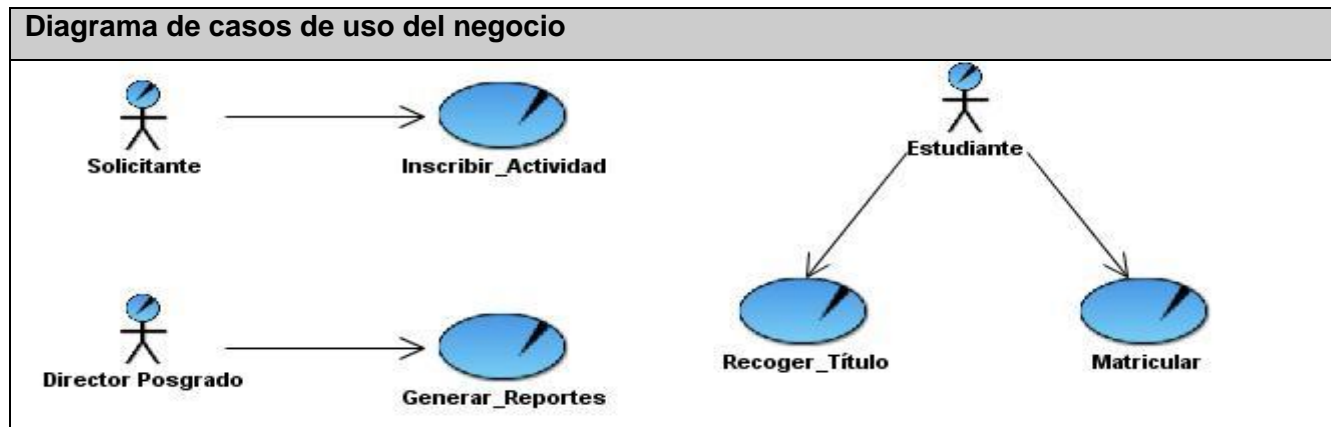 Diagrama de casos de uso del negocio
Solicitante
Inscribir_Actividad
Estudiante
Director Posgrado
Generar_Reportes
Recoger_Título
Matricular